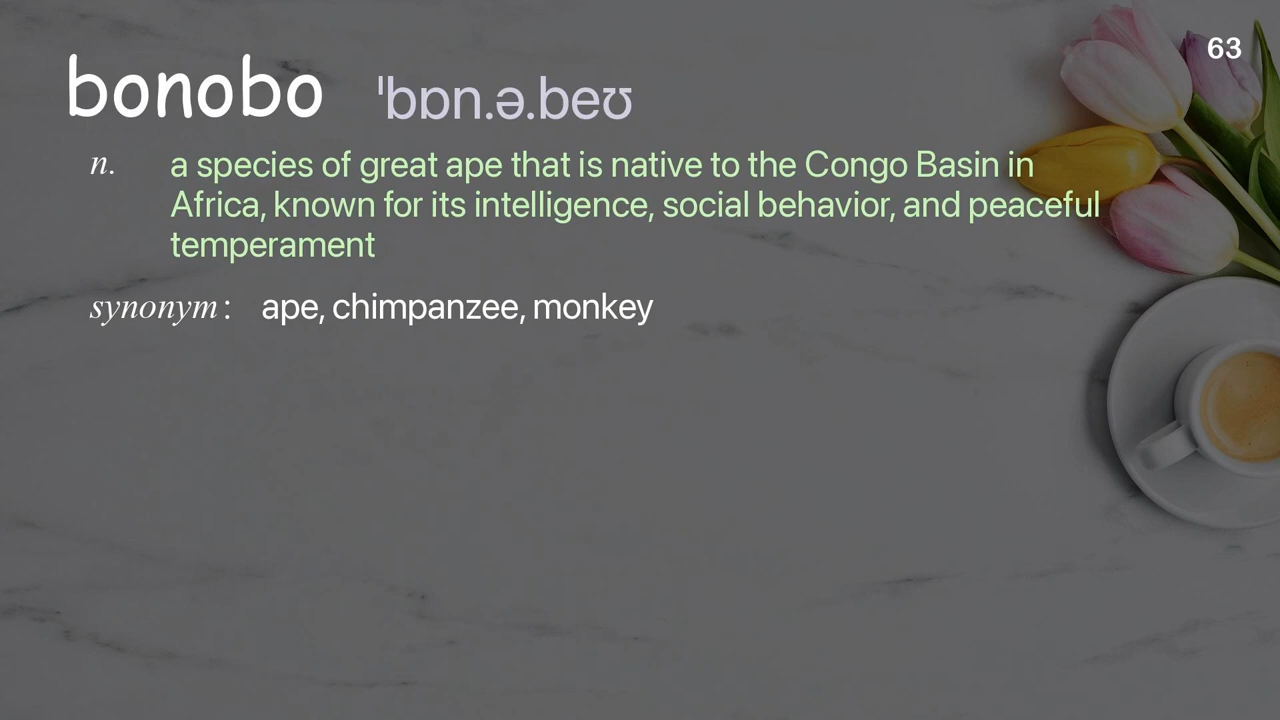 63
bonobo ˈbɒn.ə.beʊ
n. a species of great ape that is native to the Congo Basin in
Africa, known for its intelligence, social behavior, and peaceful
temperament
synonym: ape, chimpanzee, monkey